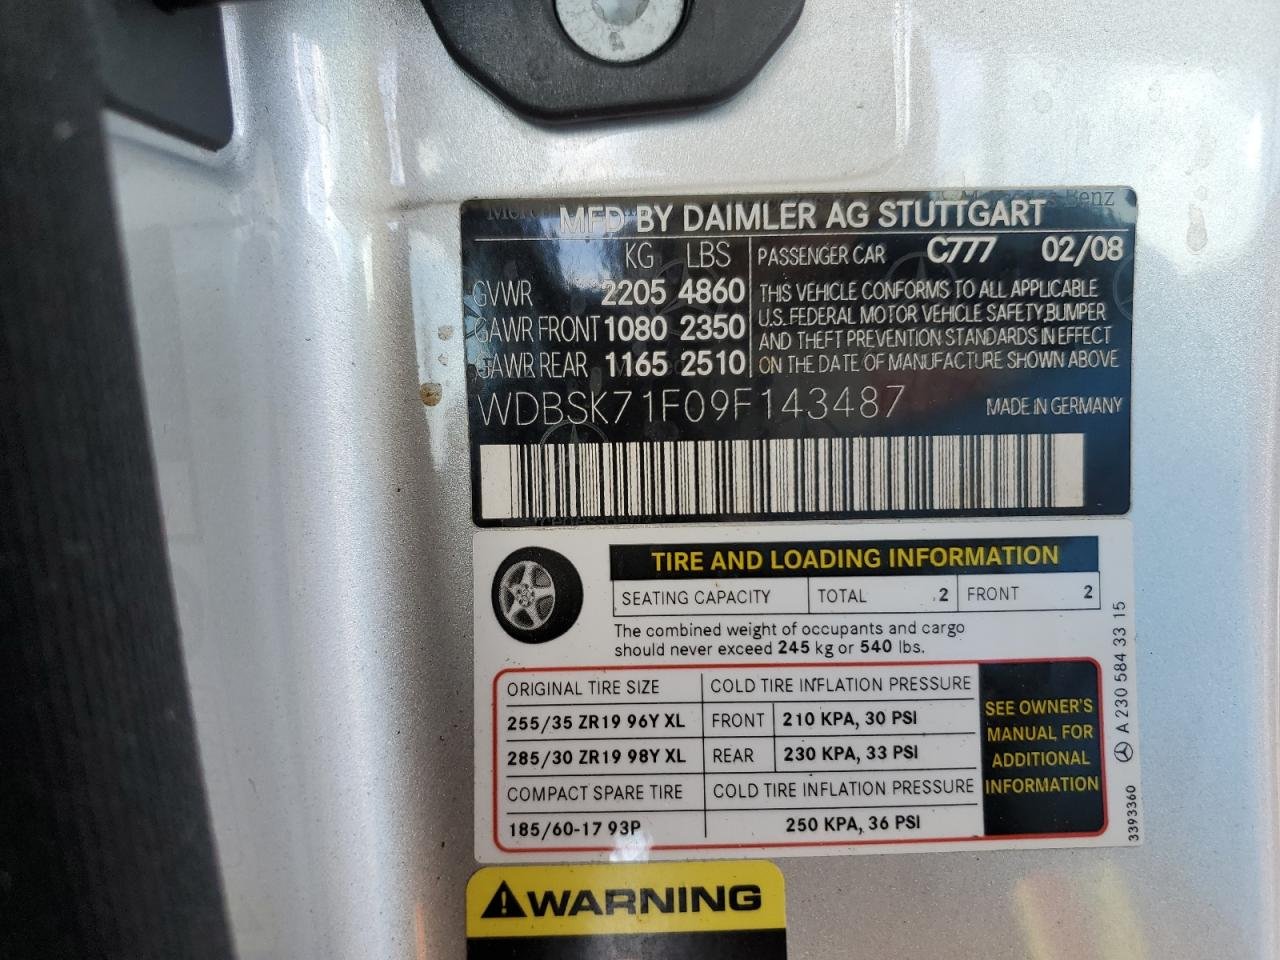 MFD BY DAIMLER AG STUTTGART
KG LBS PASSENGER CAR C777 02/08
GVWR 2205 4860 THIS VEHICLE CONFORMS TO ALL APPLICABLE
U.S. FEDERAL MOTOR VEHICLE SAFETY,BUMPER
GAWR FRONT 1080 2350 AND THEFT PREVENTION STANDARDS IN EFFECT
GAWR REAR 1165 2510 ON THE DATE OF MANUFACTURE SHOWN ABOVE
WDBSK71F09F143487 MADE IN GERMANY
TIRE AND LOADING INFORMATION
SEATING CAPACITY TOTAL 2 FRONT 2
The combined weight of occupants and cargo
should never exceed 245 kg or 540 lbs.
ORIGINAL TIRE SIZE COLD TIRE INFLATION PRESSURE
255/35 ZR19 96Y XL FRONT 210 KPA, 30 PSI
285/30 ZR19 98Y XL REAR 230 KPA, 33 PSI
COMPACT SPARE TIRE COLD TIRE INFLATION PRESSURE
185/60-17 93P 250 KPA, 36 PSI
SEE OWNER'S
MANUAL FOR
ADDITIONAL
INFORMATION
A 230 584 33 15
3393360
WARNING